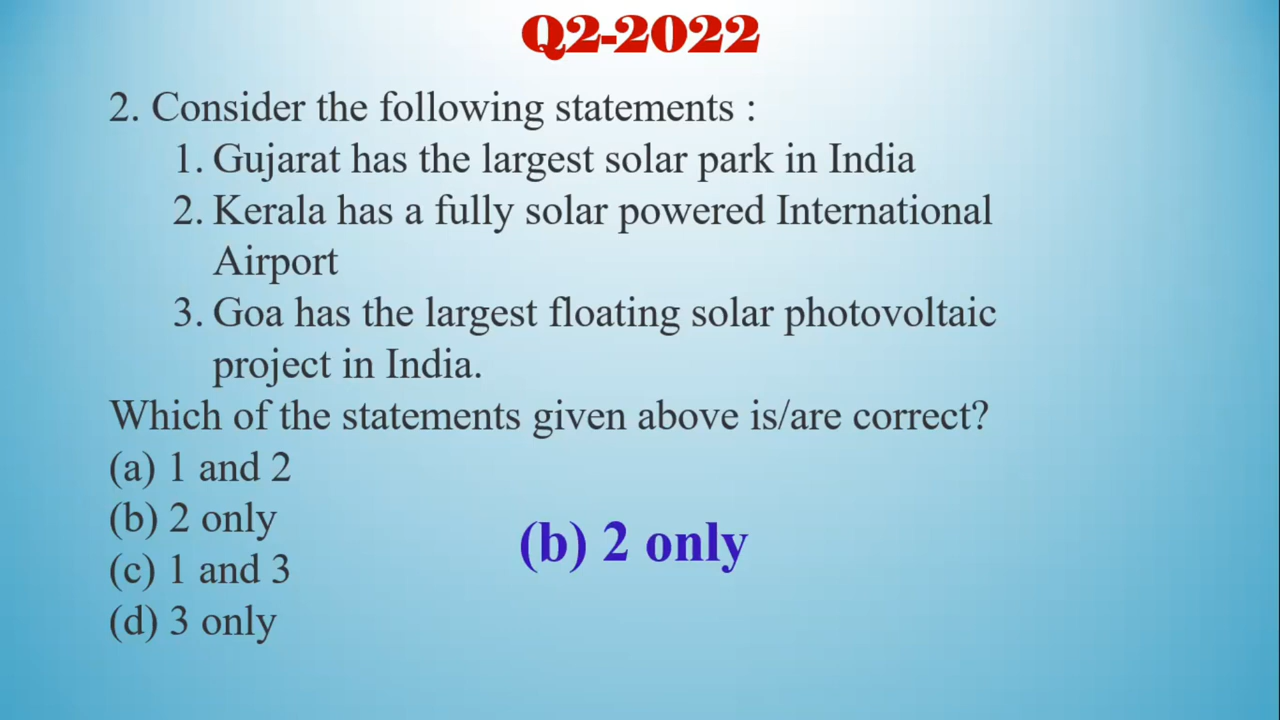 Q2-2022
2. Consider the following statements :
1. Gujarat has the largest solar park in India
2. Kerala has a fully solar powered International
Airport
3. Goa has the largest floating solar photovoltaic
project in India.
Which of the statements given above is/are correct?
(a) 1 and 2
(b) 2 only
(b) 2 only
(c) 1 and 3
(d) 3 only